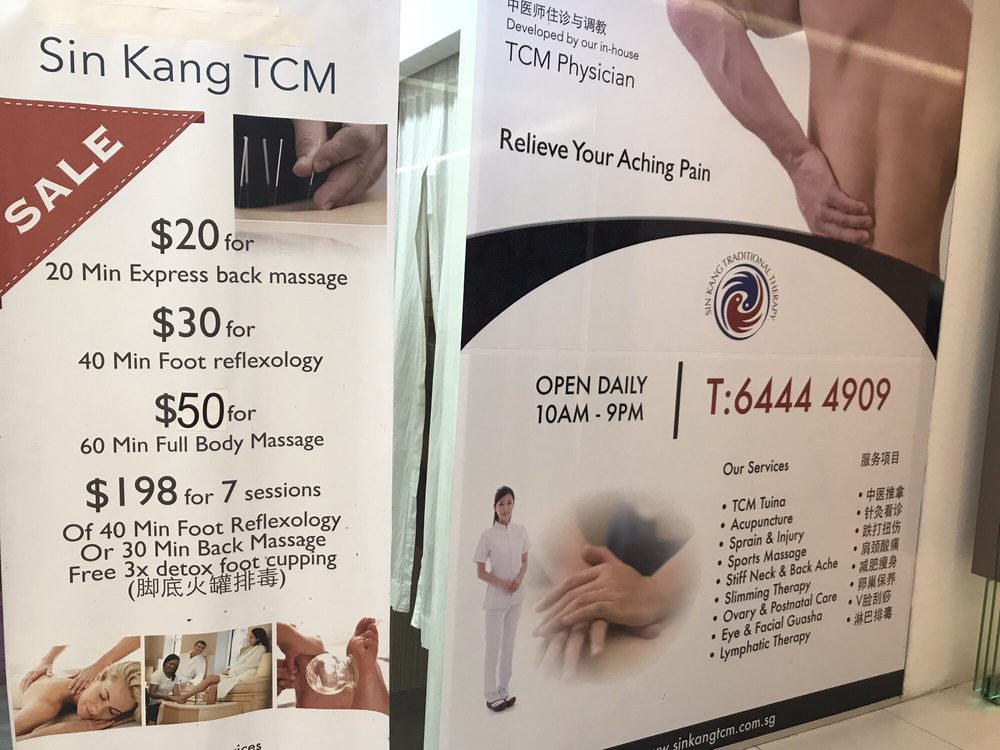 Sin Kang TCM
SALE
$20 for
20 Min Express back massage
$30 for
40 Min Foot reflexology
$50 for
60 Min Full Body Massage
$198 for 7 sessions
Of 40 Min Foot Reflexology
Or 30 Min Back Massage
Free 3x detox foot cupping
(脚底火罐排毒)
中医师住诊与调教
Developed by our in-house
TCM Physician
Relieve Your Aching Pain
SIN KANG TRADITIONAL THERAPY
OPEN DAILY
10AM - 9PM
T:6444 4909
Our Services
• TCM Tuina
• Acupuncture
• Sprain & Injury
• Sports Massage
• Stiff Neck & Back Ache
• Slimming Therapy
• Ovary & Postnatal Care
• Eye & Facial Guasha
• Lymphatic Therapy
服务项目
• 中医推拿
• 针灸看诊
• 跌打扭伤
• 肩颈酸痛
• 减肥瘦身
• 卵巢保养
• V脸刮痧
• 淋巴排毒
sinkangtcm.com.sg